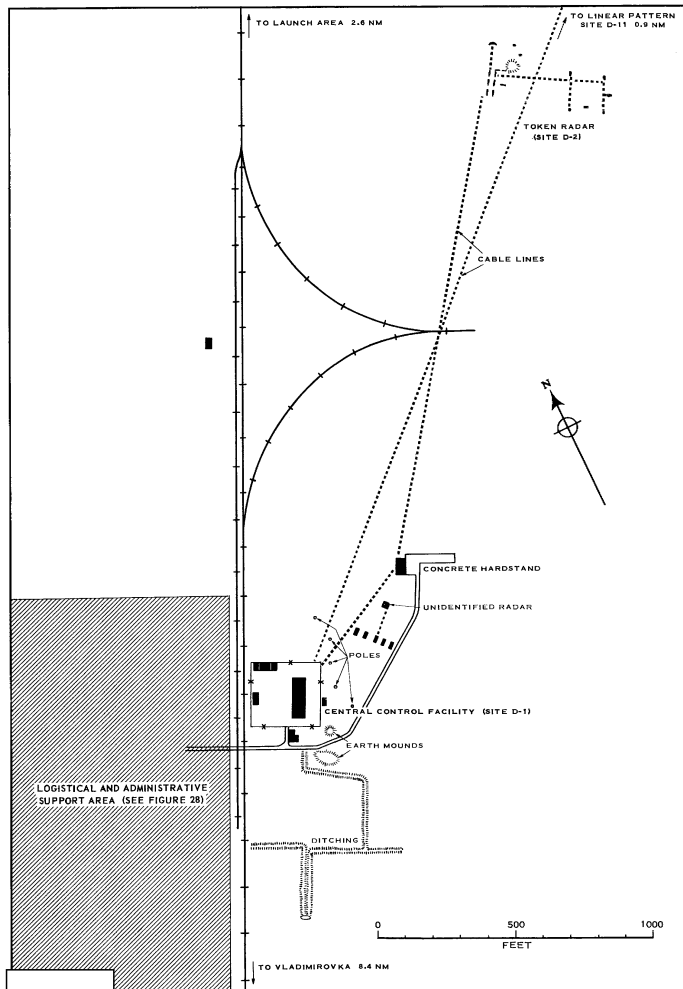 TO LAUNCH AREA 2.6 NM
TO LINEAR PATTERN
SITE D-11 0.9 NM
TOKEN RADAR
(SITE D-2)
CABLE LINES
N
CONCRETE HARDSTAND
UNIDENTIFIED RADAR
POLES
CENTRAL CONTROL FACILITY (SITE D-1)
EARTH MOUNDS
LOGISTICAL AND ADMINISTRATIVE
SUPPORT AREA (SEE FIGURE 28)
DITCHING
0 500 1000
FEET
TO VLADIMIROVKA 8.4 NM